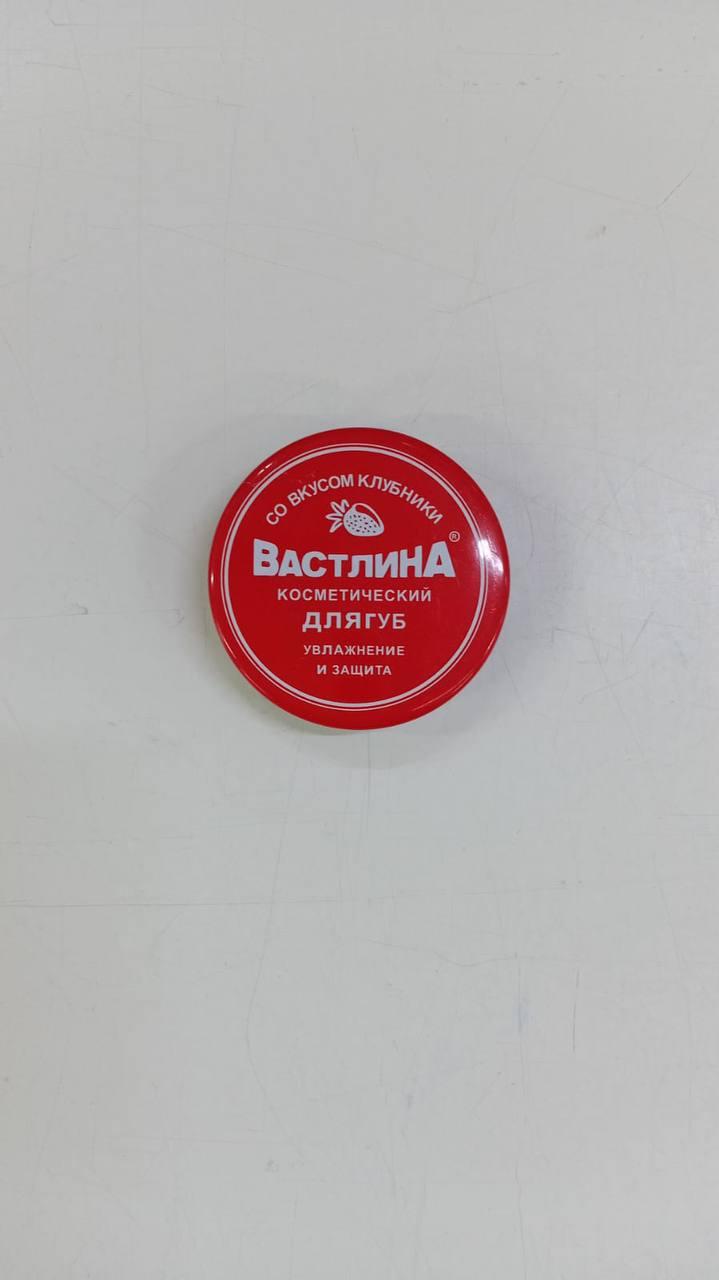 СО ВКУСОМ КЛУБНИКИ
ВАСТЛИНА®
КОСМЕТИЧЕСКИЙ
ДЛЯГУБ
УВЛАЖНЕНИЕ
И ЗАЩИТА